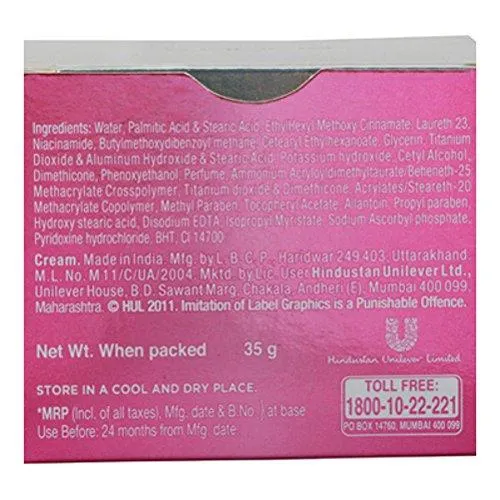 Ingredients: Water, Palmitic Acid & Stearic Acid, EthylHexyl Methoxy Cinnamate, Laureth 23,
Niacinamide, Butylmethoxydibenzoyl methane, Cetearyl Ethylhexanoate, Glycerin, Titanium
Dioxide & Aluminum Hydroxide & Stearic Acid, Potassium hydroxide, Cetyl Alcohol,
Dimethicone, Phenoxyethanol, Perfume, Ammonium Acryloyldimethyltaurate/Beheneth-25
Methacrylate Crosspolymer, Titanium dioxide & Dimethicone, Acrylates/Steareth-20
Methacrylate Copolymer, Methyl Paraben, Tocopheryl Acetate, Allantoin, Propyl paraben,
Hydroxy stearic acid, Disodium EDTA, Isopropyl Myristate, Sodium Ascorbyl phosphate,
Pyridoxine hydrochloride, BHT, CI 14700
Cream. Made in India. Mfg. by L. B. C. P., Haridwar 249 403, Uttarakhand.
M. L. No. M 11/C/UA/2004. Mktd. by Lic. User Hindustan Unilever Ltd.,
Unilever House, B.D. Sawant Marg, Chakala, Andheri (E), Mumbai 400 099.
Maharashtra. © HUL 2011. Imitation of Label Graphics is a Punishable Offence.
Net Wt. When packed 35 g
Hindustan Unilever Limited
STORE IN A COOL AND DRY PLACE.
*MRP (Incl. of all taxes), Mfg. date & B.No. } at base
Use Before: 24 months from Mfg. date
TOLL FREE:
1800-10-22-221
PO BOX 14760, MUMBAI 400 099